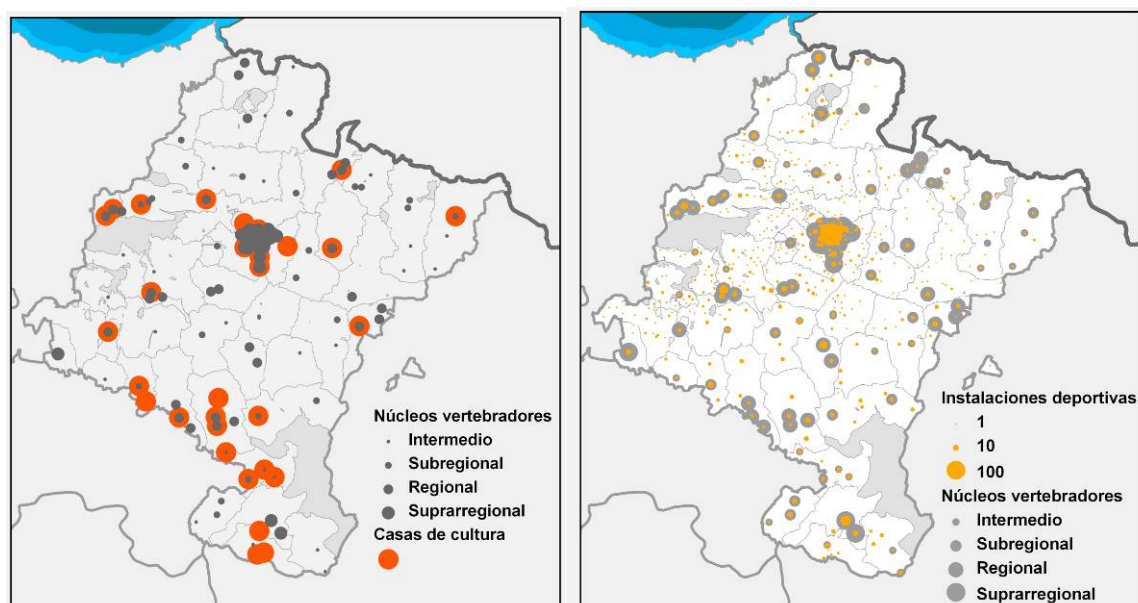 Núcleos vertebradores
Intermedio
Subregional
Regional
Suprarregional
Casas de cultura
Instalaciones deportivas
1
10
100
Núcleos vertebradores
Intermedio
Subregional
Regional
Suprarregional